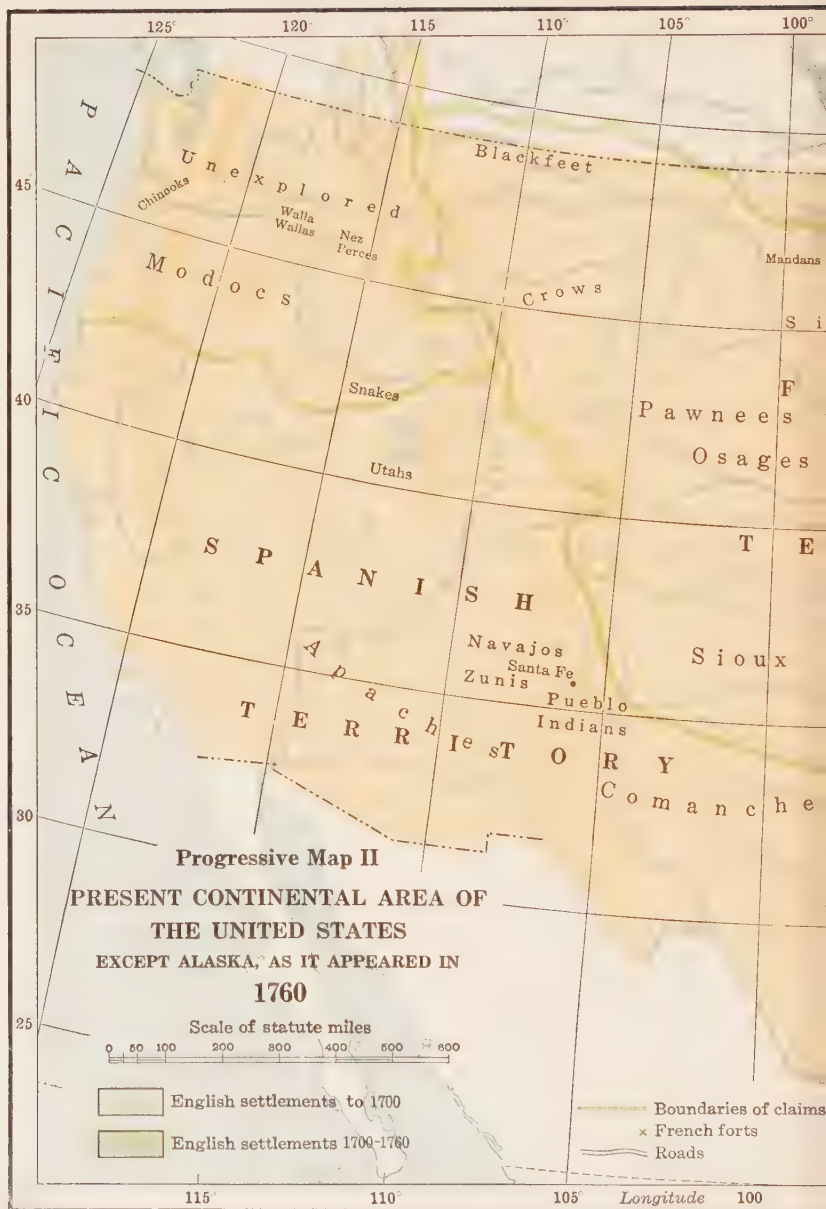 125° 120° 115 110° 105° 100°
PACIFIC OCEAN
45
40
35
30
25
Unexplored
Blackfeet
Chinooks
Walla
Wallas
Nez
Perces
Mandans
Modocs
Crows
Si
Snakes
F
Pawnees
Osages
Utahs
TE
SPANISH
Navajos
Santa Fe
Zunis
Pueblo
Indians
Sioux
Apaches
TERRITORY
Comanche
Progressive Map II
PRESENT CONTINENTAL AREA OF
THE UNITED STATES
EXCEPT ALASKA, AS IT APPEARED IN
1760
Scale of statute miles
0 50 100 200 300 400 500 600
English settlements to 1700
English settlements 1700-1760
Boundaries of claims
× French forts
Roads
115° 110° 105° Longitude 100